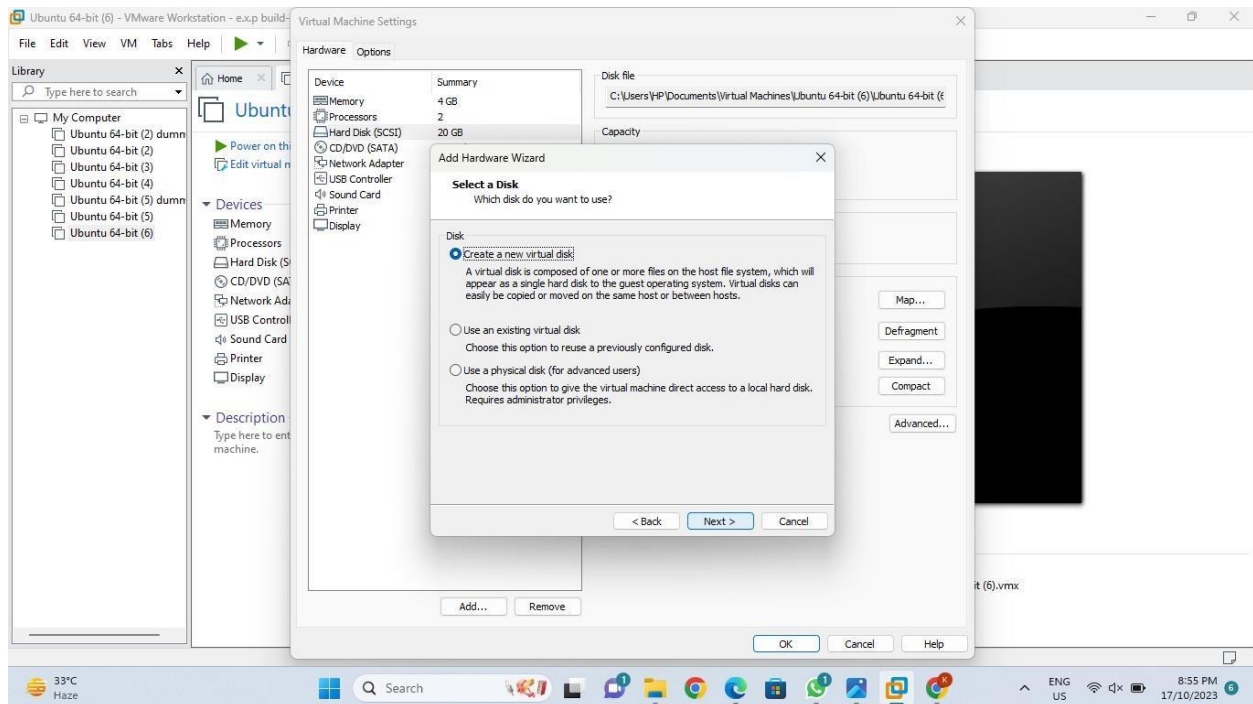 Ubuntu 64-bit (6) - VMware Workstation - e.x.p build-
File Edit View VM Tabs Help
Library
Type here to search
My Computer
Ubuntu 64-bit (2) dumm
Ubuntu 64-bit (2)
Ubuntu 64-bit (3)
Ubuntu 64-bit (4)
Ubuntu 64-bit (5) dumm
Ubuntu 64-bit (5)
Ubuntu 64-bit (6)
Home
Ubuntu
Power on thi
Edit virtual m
Devices
Memory
Processors
Hard Disk (S
CD/DVD (SA
Network Ada
USB Controll
Sound Card
Printer
Display
Description
Type here to ent
machine.
Virtual Machine Settings
Hardware Options
Device Summary
Memory 4 GB
Processors 2
Hard Disk (SCSI) 20 GB
CD/DVD (SATA)
Network Adapter
USB Controller
Sound Card
Printer
Display
Add... Remove
Disk file
C:\Users\HP\Documents\Virtual Machines\Ubuntu 64-bit (6)\Ubuntu 64-bit (6
Capacity
Map...
Defragment
Expand...
Compact
Advanced...
Add Hardware Wizard
Select a Disk
Which disk do you want to use?
Disk
Create a new virtual disk
A virtual disk is composed of one or more files on the host file system, which will
appear as a single hard disk to the guest operating system. Virtual disks can
easily be copied or moved on the same host or between hosts.
Use an existing virtual disk
Choose this option to reuse a previously configured disk.
Use a physical disk (for advanced users)
Choose this option to give the virtual machine direct access to a local hard disk.
Requires administrator privileges.
< Back Next > Cancel
OK Cancel Help
it (6).vmx
33°C
Haze
Search
1
1
K
ENG
US
8:55 PM
17/10/2023
6